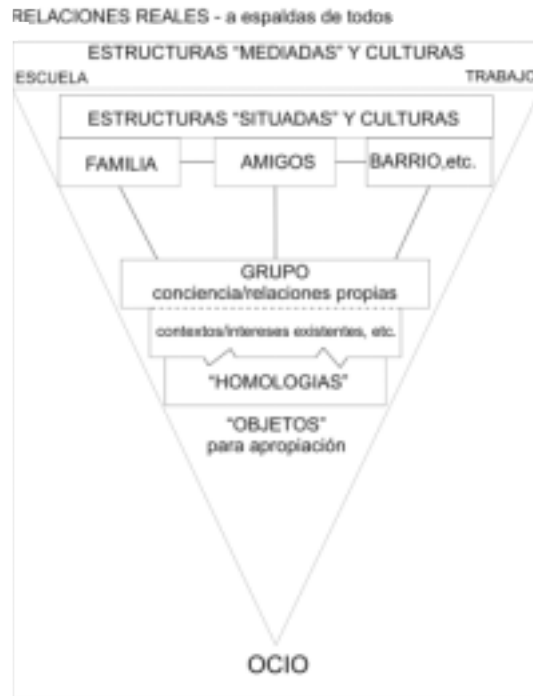 RELACIONES REALES - a espaldas de todos
ESTRUCTURAS "MEDIADAS" Y CULTURAS
ESCUELA
TRABAJO
ESTRUCTURAS "SITUADAS" Y CULTURAS
FAMILIA
AMIGOS
BARRIO,etc.
GRUPO
conciencia/relaciones propias
contextos/intereses existentes, etc.
"HOMOLOGIAS"
"OBJETOS"
para apropiación
OCIO